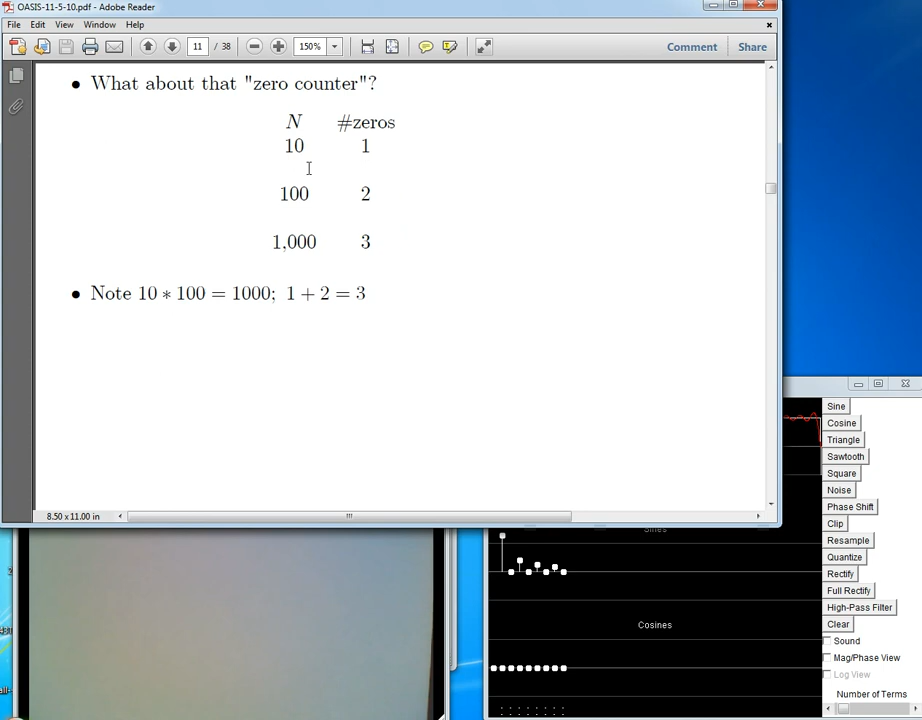 OASIS-11-5-10.pdf - Adobe Reader
File Edit View Window Help
11 / 38 150% Comment Share
• What about that "zero counter"?
N #zeros
10 1
100 2
1,000 3
• Note 10 ∗ 100 = 1000; 1 + 2 = 3
8.50 x 11.00 in
Sine
Cosine
Triangle
Sawtooth
Square
Noise
Phase Shift
Clip
Resample
Quantize
Rectify
Full Rectify
High-Pass Filter
Clear
Sound
Mag/Phase View
Log View
Number of Terms
Sines
Cosines